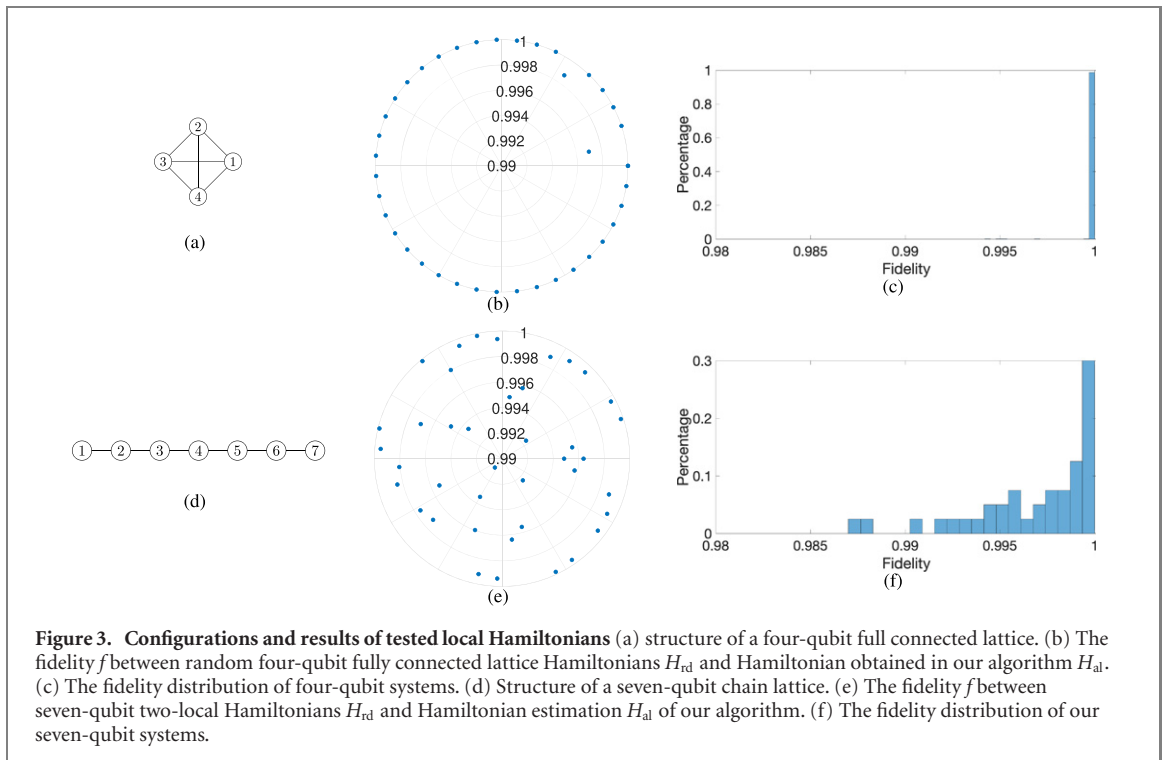 1
0.998
0.996
0.994
0.992
0.99
(b)
2
3
1
4
(a)
Percentage
1
0.8
0.6
0.4
0.2
0
0.98
0.985
0.99
0.995
1
Fidelity
(c)
1
2
3
4
5
6
7
(d)
1
0.998
0.996
0.994
0.992
0.99
(e)
Percentage
0.3
0.2
0.1
0
0.98
0.985
0.99
0.995
1
Fidelity
(f)
Figure 3. Configurations and results of tested local Hamiltonians (a) structure of a four-qubit full connected lattice. (b) The
fidelity f between random four-qubit fully connected lattice Hamiltonians Hrd and Hamiltonian obtained in our algorithm Hal.
(c) The fidelity distribution of four-qubit systems. (d) Structure of a seven-qubit chain lattice. (e) The fidelity f between
seven-qubit two-local Hamiltonians Hrd and Hamiltonian estimation Hal of our algorithm. (f) The fidelity distribution of our
seven-qubit systems.